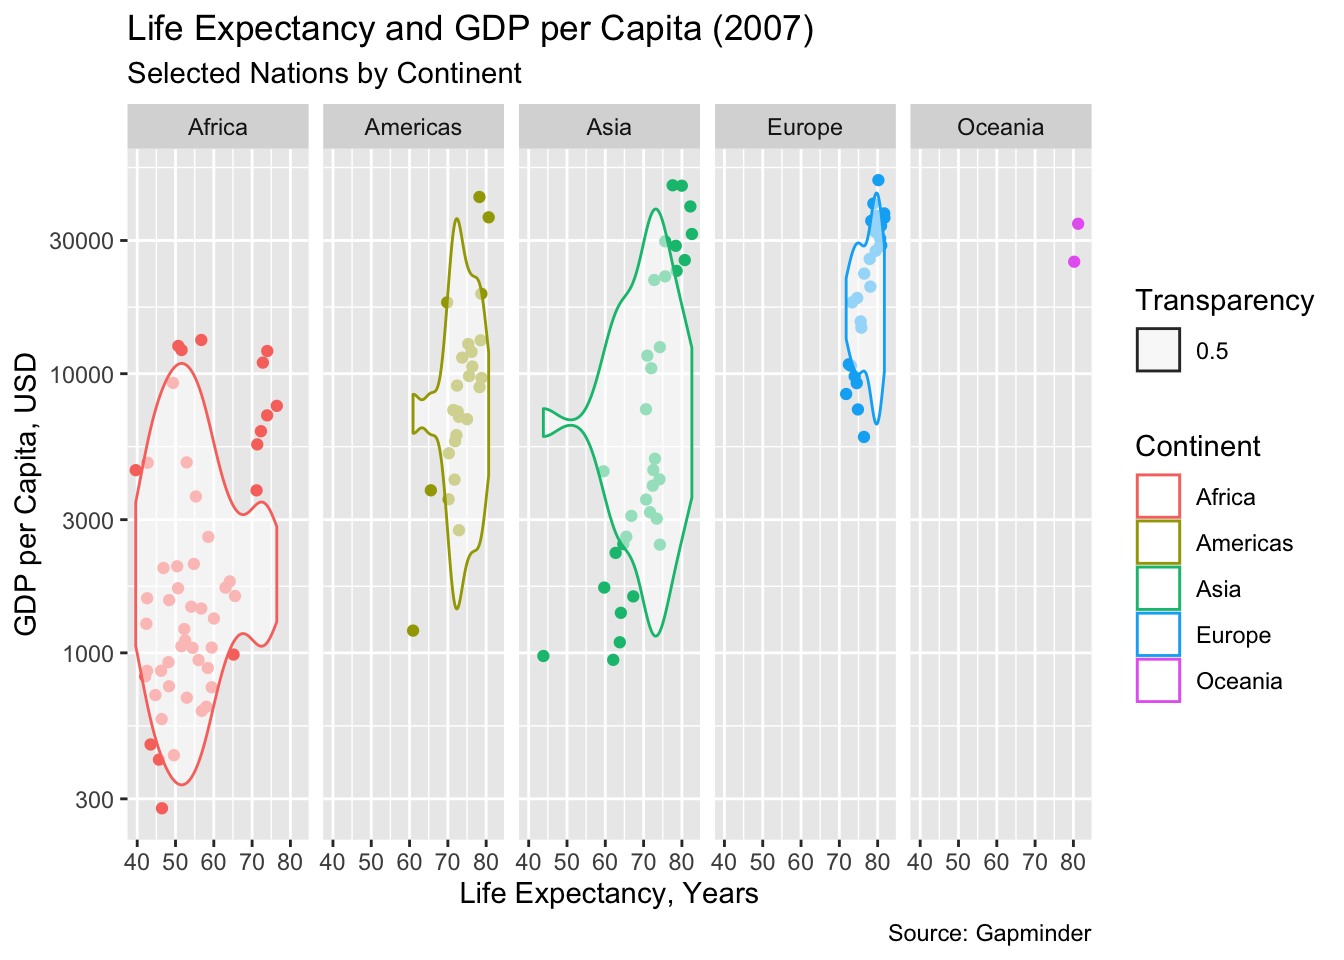 Life Expectancy and GDP per Capita (2007)
Selected Nations by Continent
Africa
Americas
Asia
Europe
Oceania
GDP per Capita, USD
30000
10000
3000
1000
300
40 50 60 70 80
40 50 60 70 80
40 50 60 70 80
40 50 60 70 80
40 50 60 70 80
Life Expectancy, Years
Transparency
0.5
Continent
Africa
Americas
Asia
Europe
Oceania
Source: Gapminder